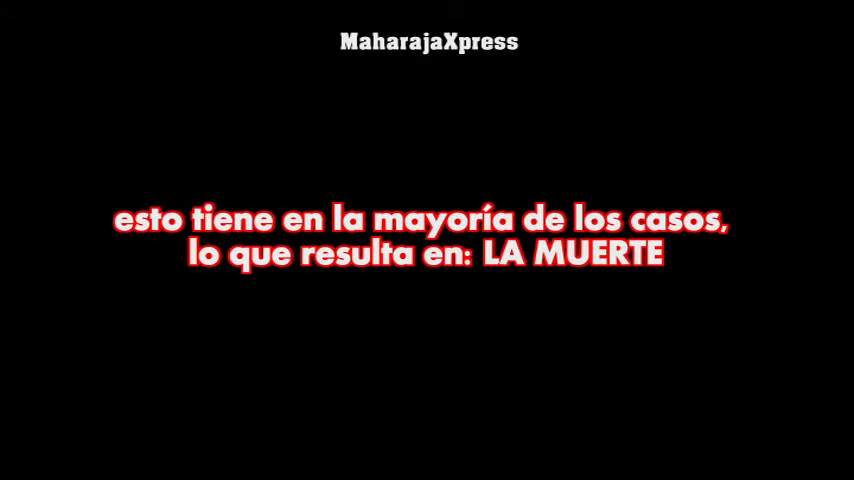 MaharajaXpress
esto tiene en la mayoría de los casos,
lo que resulta en: LA MUERTE